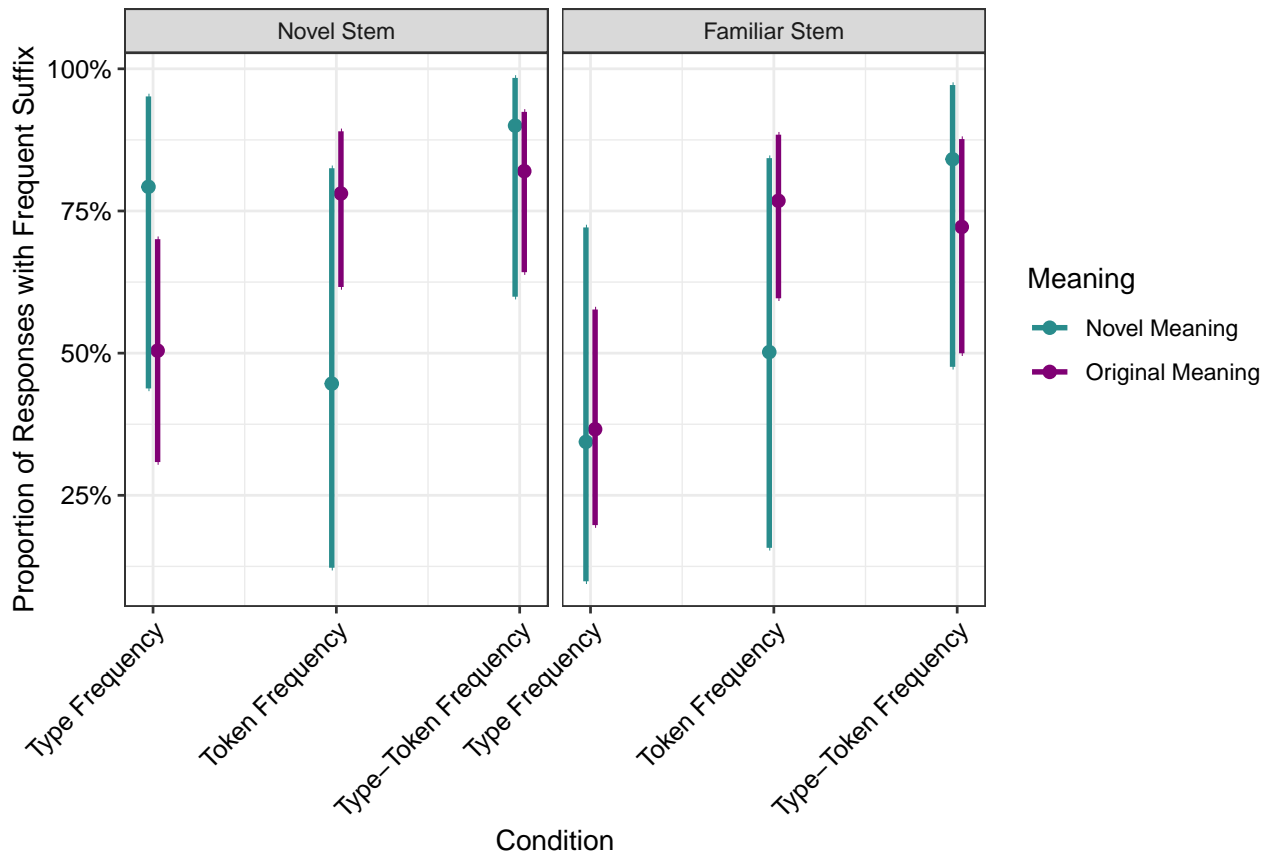 Novel Stem
Familiar Stem
Proportion of Responses with Frequent Suffix
100%
75%
50%
25%
Type Frequency
Token Frequency
Type−Token Frequency
Type Frequency
Token Frequency
Type−Token Frequency
Condition
Meaning
Novel Meaning
Original Meaning